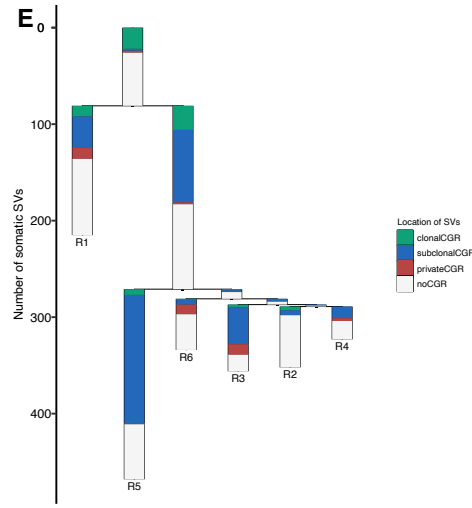 E
0
100
200
300
400
Number of somatic SVs
R1
R6
R3
R2
R4
R5
Location of SVs
clonalCGR
subclonalCGR
privateCGR
noCGR